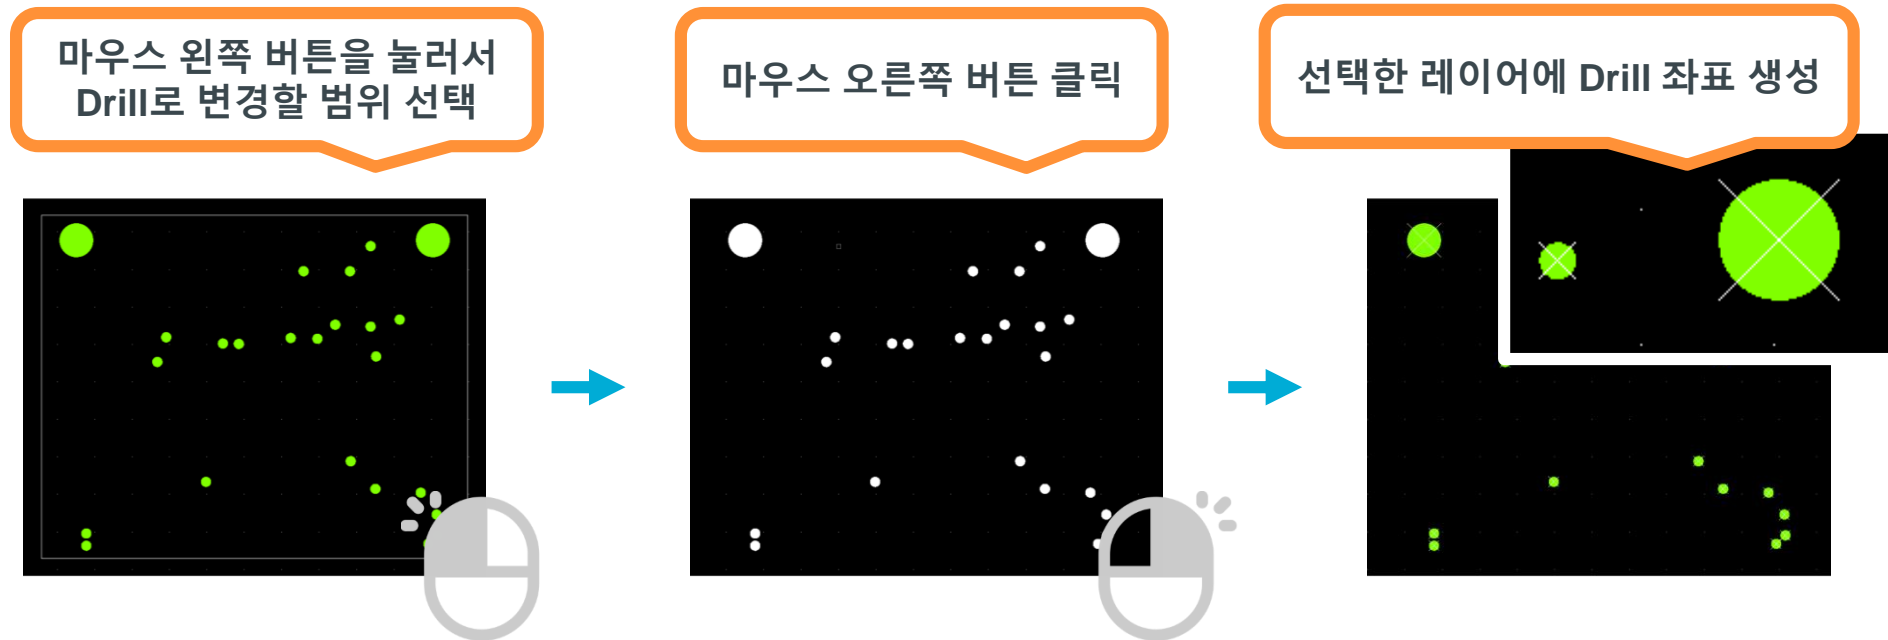 마우스 왼쪽 버튼을 눌러서
Drill로 변경할 범위 선택
마우스 오른쪽 버튼 클릭
선택한 레이어에 Drill 좌표 생성